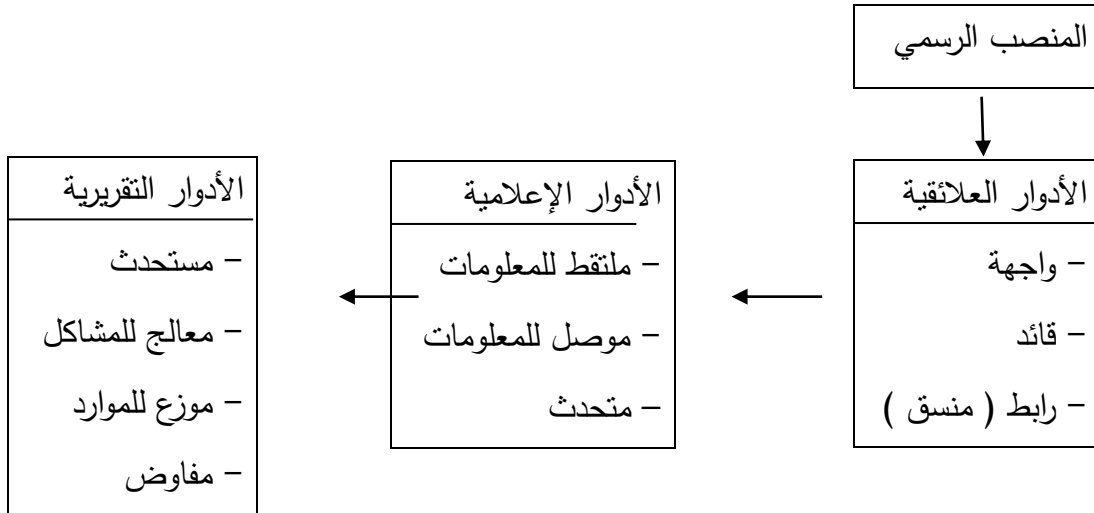 المنصب الرسمي
الأدوار العلائقية
– واجهة
– قائد
– رابط ( منسق )
الأدوار الإعلامية
– ملتقط للمعلومات
– موصل للمعلومات
– متحدث
الأدوار التقريرية
– مستحدث
– معالج للمشاكل
– موزع للموارد
– مفاوض